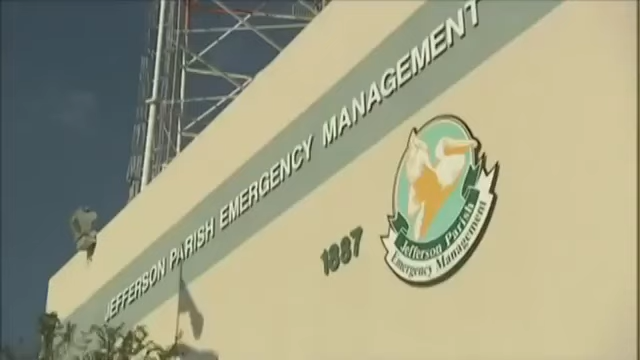 JEFFERSON PARISH EMERGENCY MANAGEMENT
1887
Jefferson Parish
Emergency Management